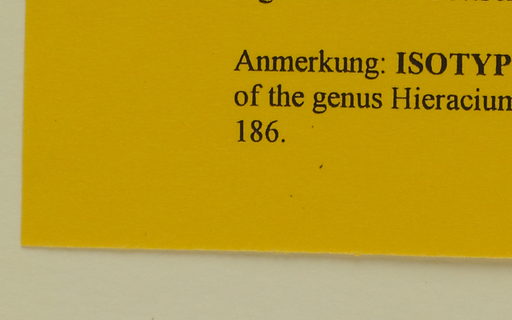 Anmerkung: ISOTYP
of the genus Hieracium
186.